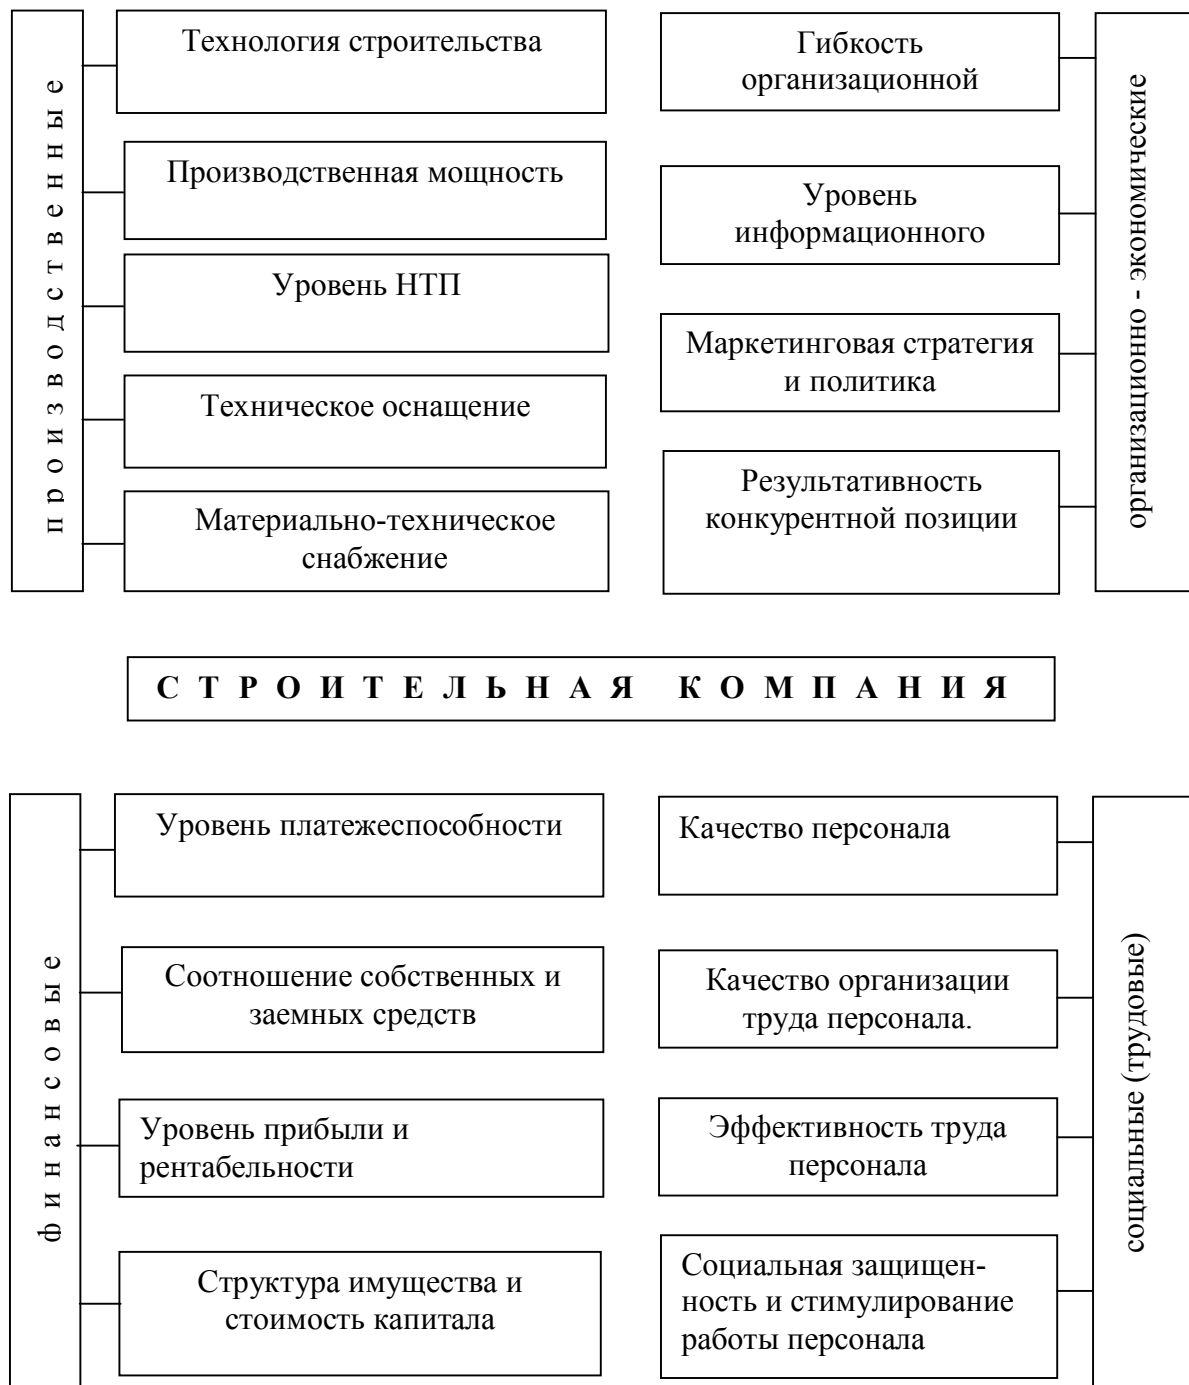 производственные
Технология строительства
Производственная мощность
Уровень НТП
Техническое оснащение
Материально-техническое
снабжение
Гибкость
организационной
Уровень
информационного
Маркетинговая стратегия
и политика
Результативность
конкурентной позиции
организационно - экономические
СТРОИТЕЛЬНАЯ КОМПАНИЯ
финансовые
Уровень платежеспособности
Соотношение собственных и
заемных средств
Уровень прибыли и
рентабельности
Структура имущества и
стоимость капитала
Качество персонала
Качество организации
труда персонала.
Эффективность труда
персонала
Социальная защищен-
ность и стимулирование
работы персонала
социальные (трудовые)